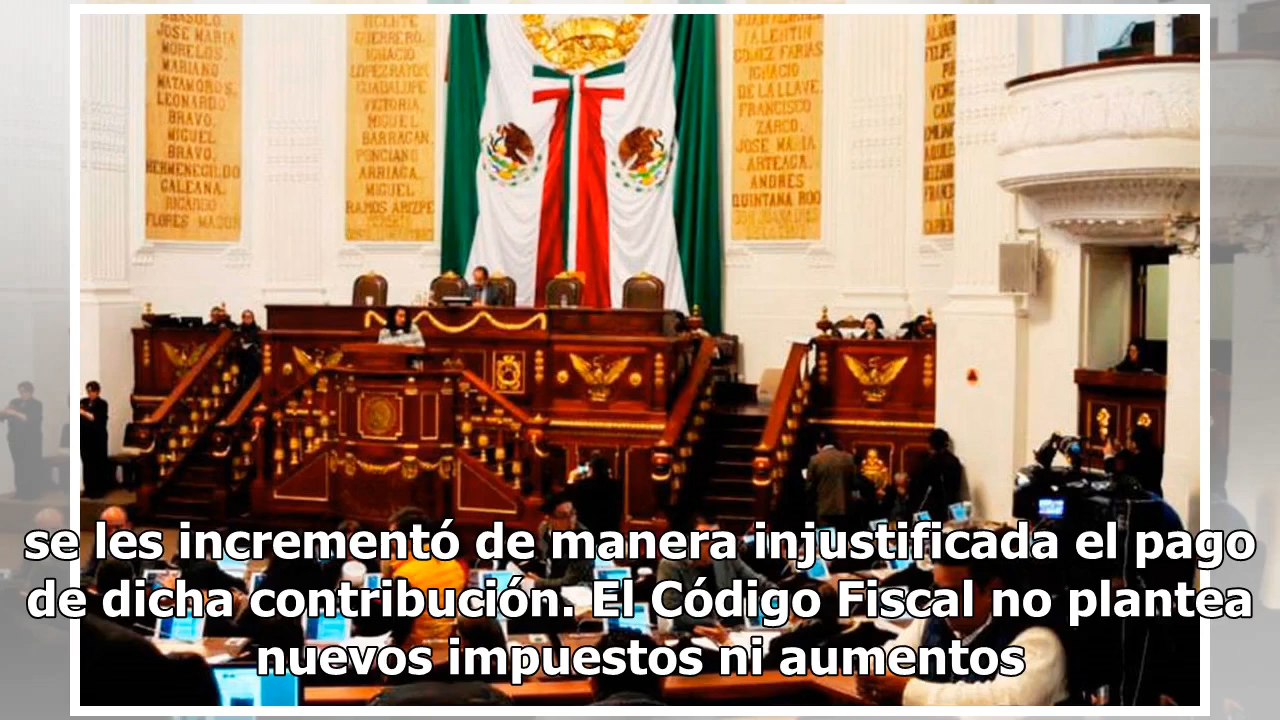 JOSE MARIA
MORELOS.
MARIANO
MATAMOROS.
LEONARDO
BRAVO.
MIGUEL
BRAVO.
HERMENEGILDO
GALEANA.
RICARDO
FLORES MAGON
VICENTE
GUERRERO.
IGNACIO
LOPEZ RAYON
GUADALUPE
VICTORIA.
MIGUEL
BARRAGAN.
PONCIANO
ARRIAGA.
MIGUEL
RAMOS ARIZPE
VALENTIN
GOMEZ FARIAS
IGNACIO
DE LA LLAVE.
FRANCISCO
ZARCO.
JOSE MARIA
ARTEAGA.
ANDRES
QUINTANA ROO
se les incrementó de manera injustificada el pago
de dicha contribución. El Código Fiscal no plantea
nuevos impuestos ni aumentos